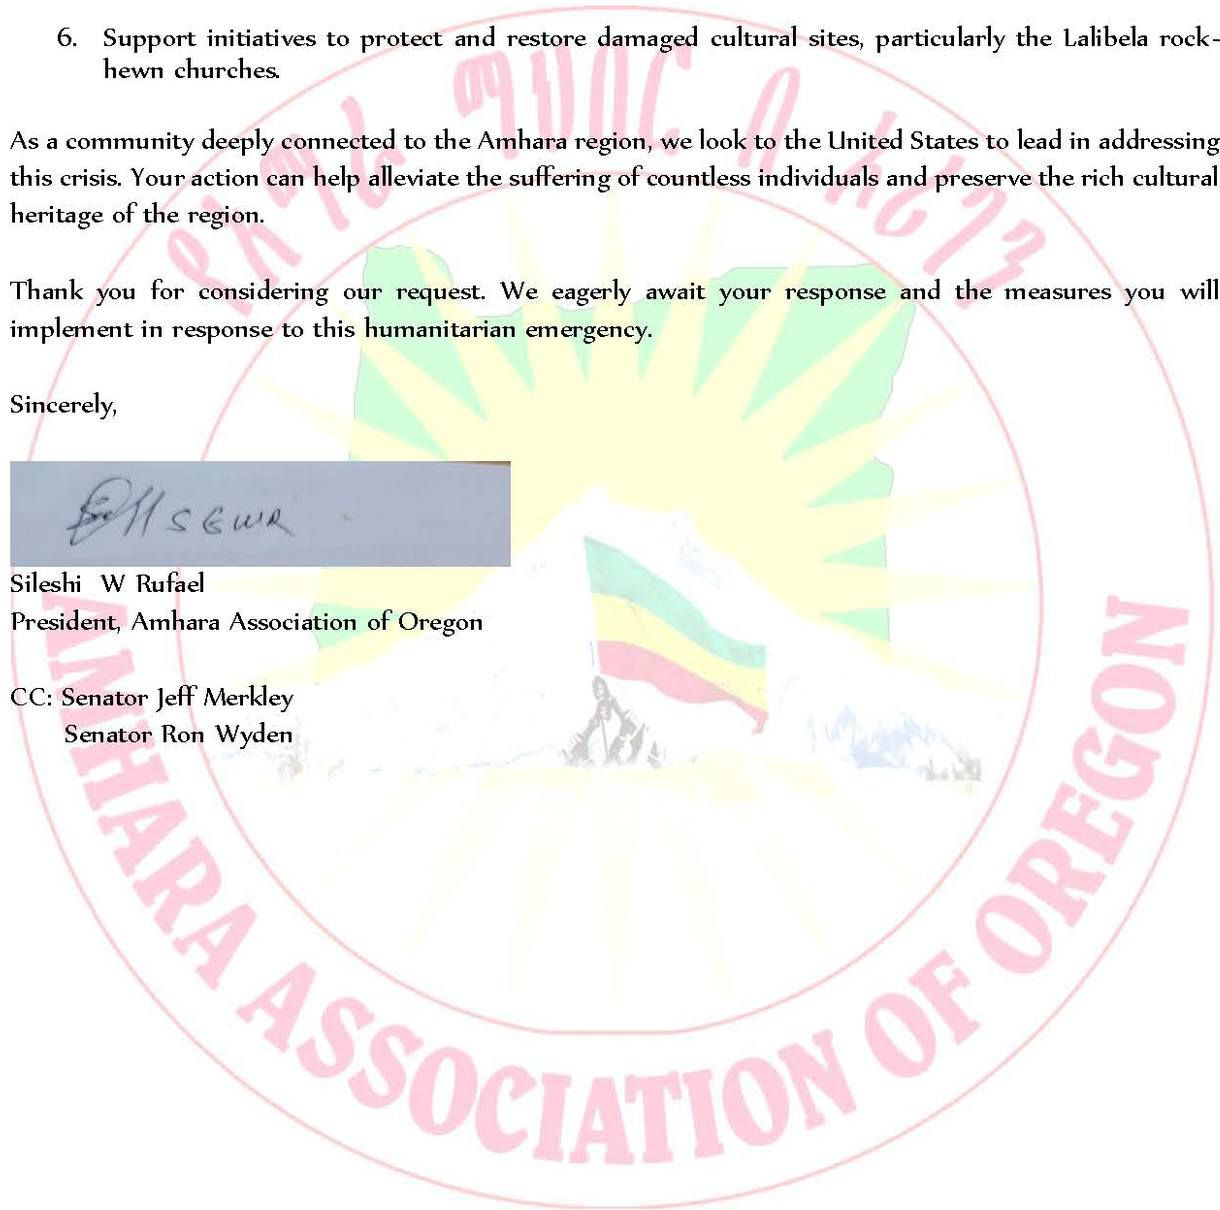 6. Support initiatives to protect and restore damaged cultural sites, particularly the Lalibela rock-
hewn churches.
As a community deeply connected to the Amhara region, we look to the United States to lead in addressing
this crisis. Your action can help alleviate the suffering of countless individuals and preserve the rich cultural
heritage of the region.
Thank you for considering our request. We eagerly await your response and the measures you will
implement in response to this humanitarian emergency.
Sincerely,
Sileshi W Rufael
President, Amhara Association of Oregon
CC: Senator Jeff Merkley
Senator Ron Wyden
የአማራ ማህበር በኦሪጎን
AMHARA ASSOCIATION OF OREGON